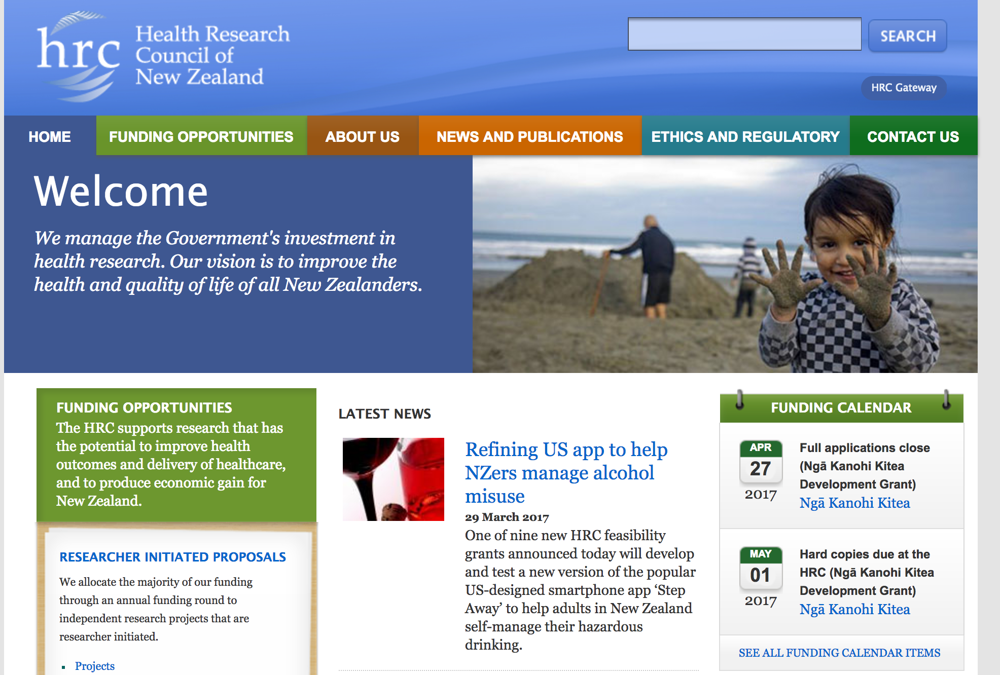 hrc
Health Research
Council of
New Zealand
SEARCH
HRC Gateway
HOME
FUNDING OPPORTUNITIES
ABOUT US
NEWS AND PUBLICATIONS
ETHICS AND REGULATORY
CONTACT US
Welcome
We manage the Government's investment in
health research. Our vision is to improve the
health and quality of life of all New Zealanders.
FUNDING OPPORTUNITIES
The HRC supports research that has
the potential to improve health
outcomes and delivery of healthcare,
and to produce economic gain for
New Zealand.
RESEARCHER INITIATED PROPOSALS
We allocate the majority of our funding
through an annual funding round to
independent research projects that are
researcher initiated.
Projects
LATEST NEWS
Refining US app to help
NZers manage alcohol
misuse
29 March 2017
One of nine new HRC feasibility
grants announced today will develop
and test a new version of the popular
US-designed smartphone app ‘Step
Away’ to help adults in New Zealand
self-manage their hazardous
drinking.
FUNDING CALENDAR
APR
27
2017
Full applications close
(Ngā Kanohi Kitea
Development Grant)
Ngā Kanohi Kitea
MAY
01
2017
Hard copies due at the
HRC (Ngā Kanohi Kitea
Development Grant)
Ngā Kanohi Kitea
SEE ALL FUNDING CALENDAR ITEMS